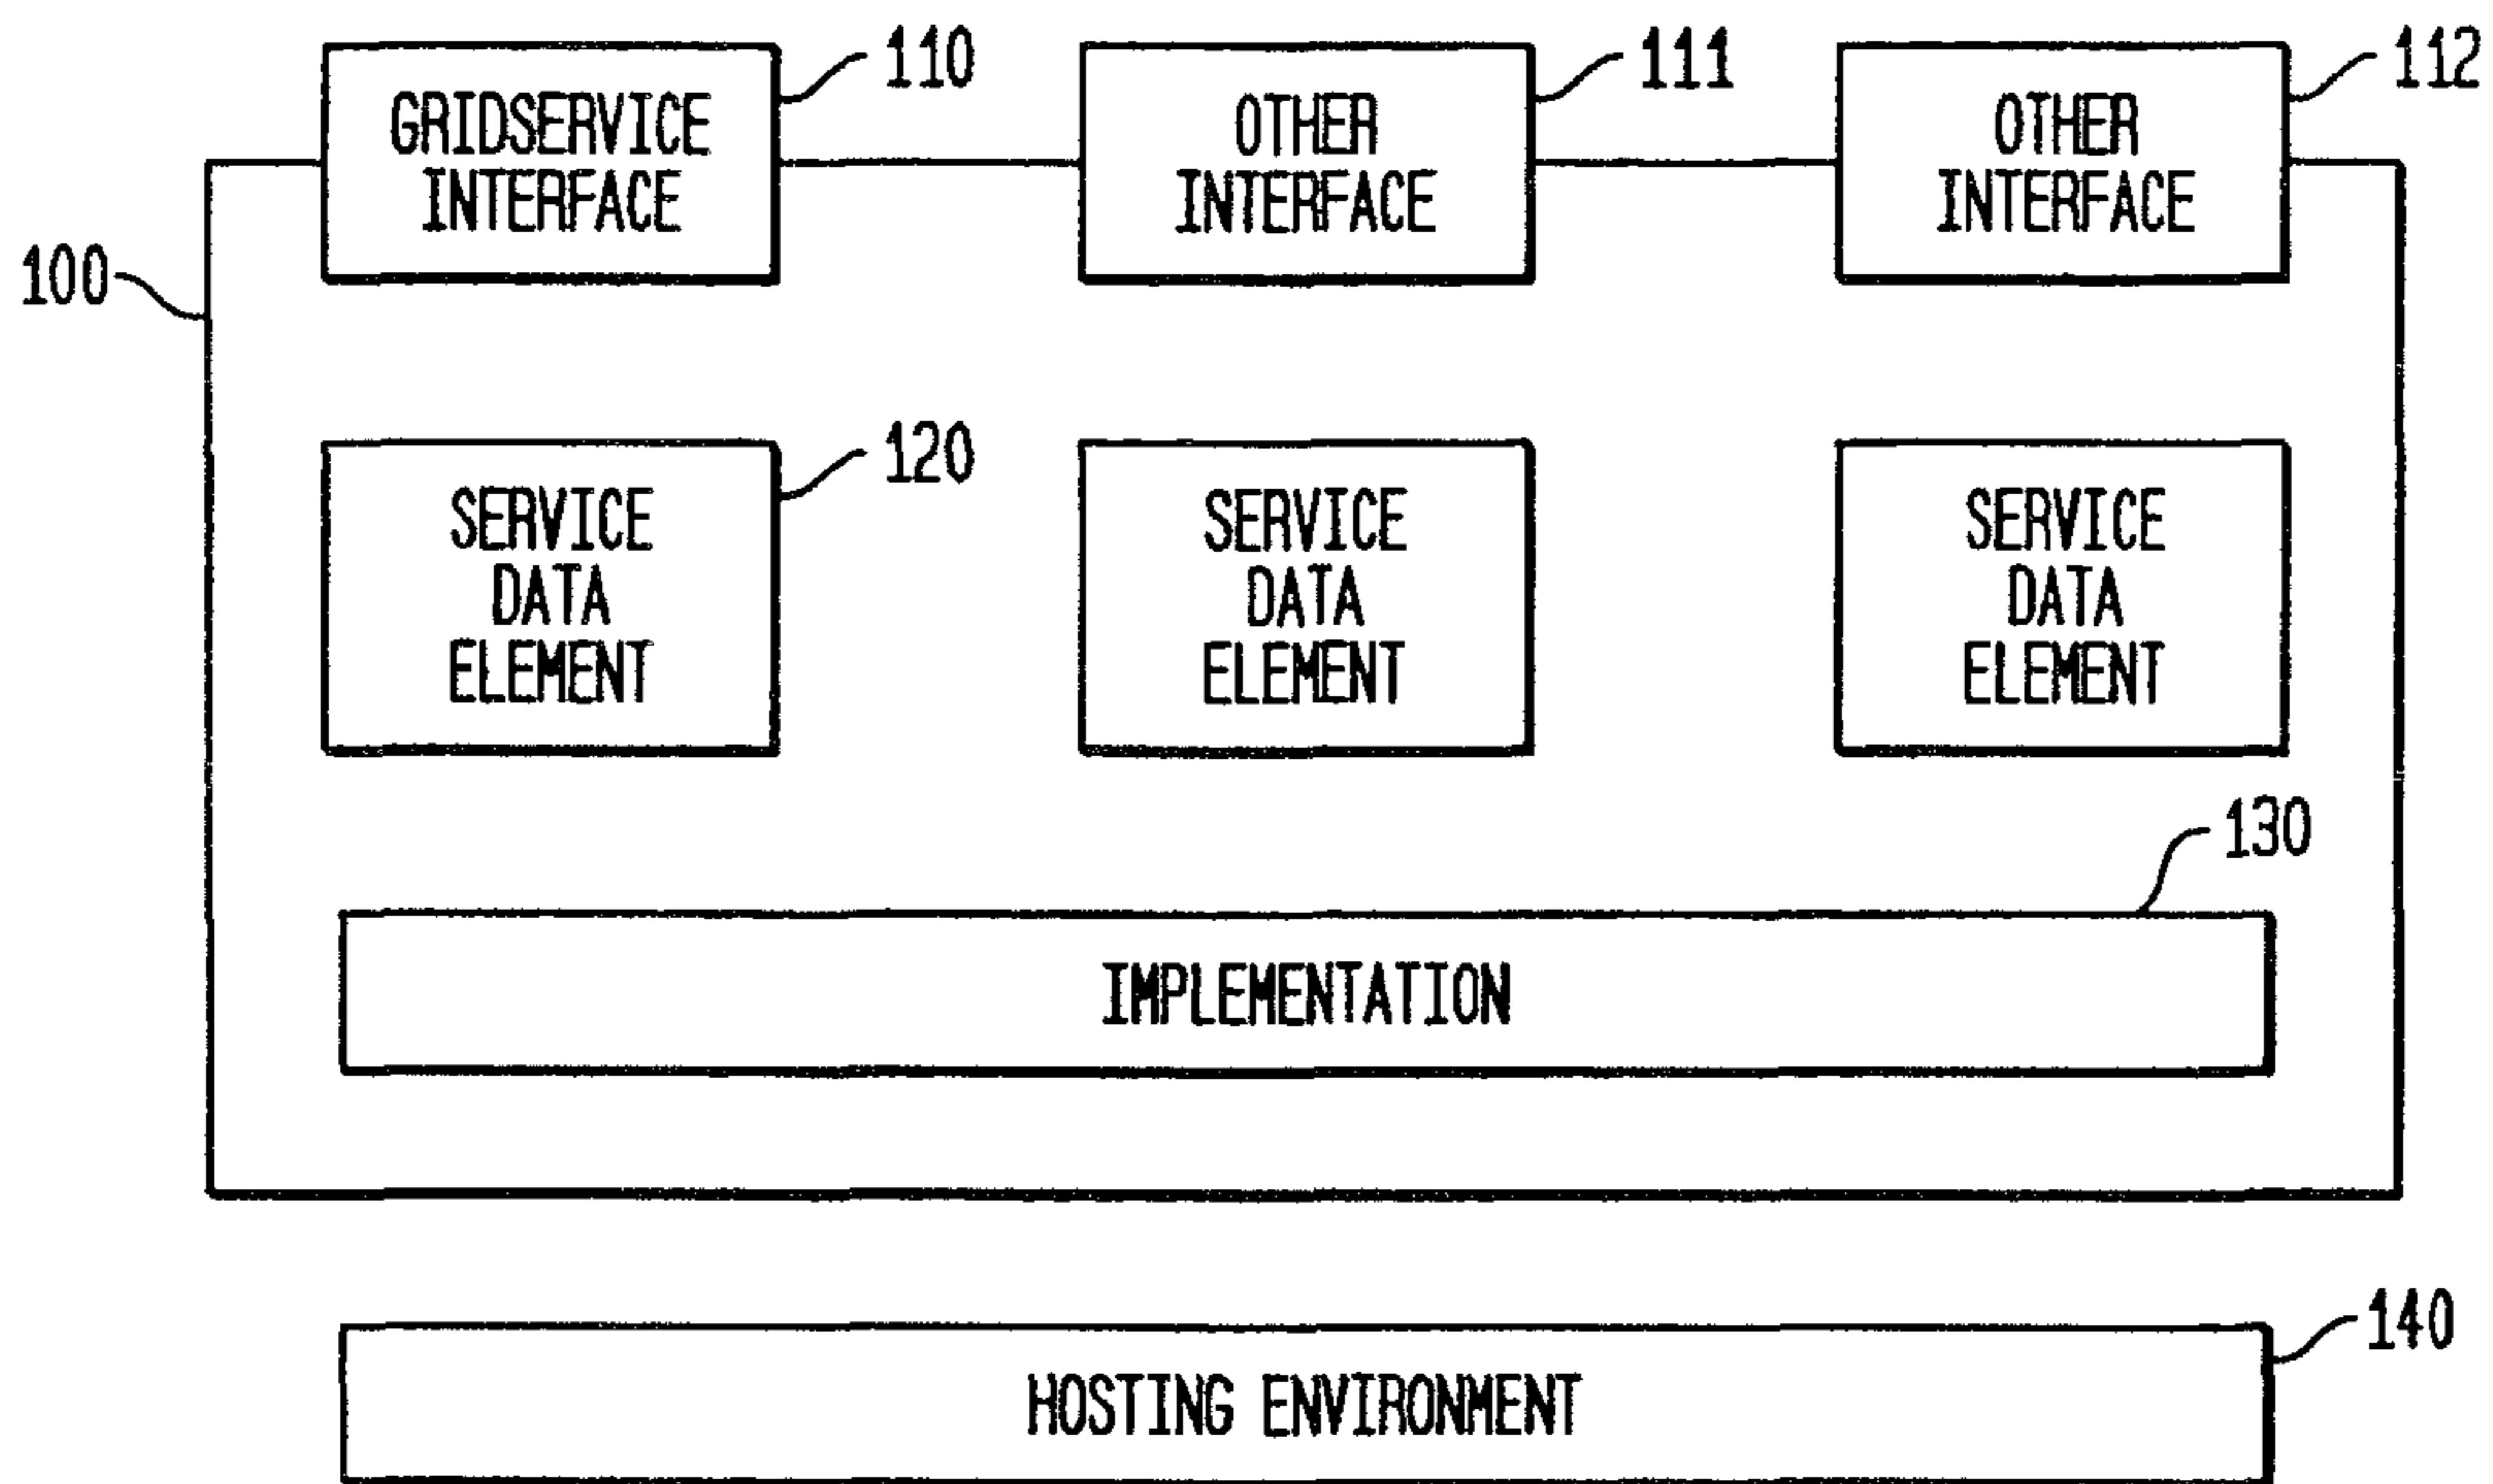 GRIDSERVICE
INTERFACE
110
OTHER
INTERFACE
111
OTHER
INTERFACE
112
100
SERVICE
DATA
ELEMENT
120
SERVICE
DATA
ELEMENT
SERVICE
DATA
ELEMENT
130
IMPLEMENTATION
140
HOSTING ENVIRONMENT